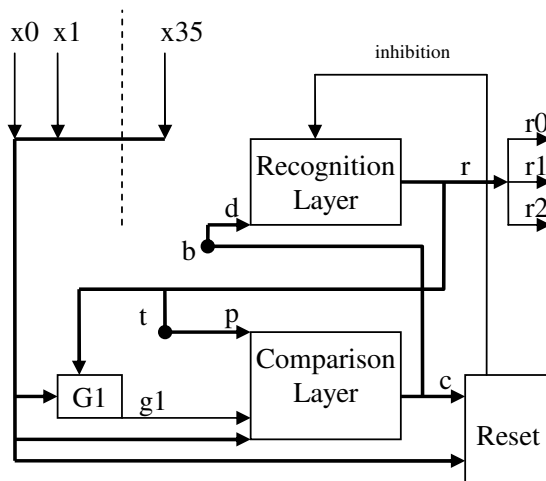 x0 x1 x35
inhibition
r0
Recognition
Layer
r
r1
r2
d
b
t
p
Comparison
Layer
G1
g1
c
Reset